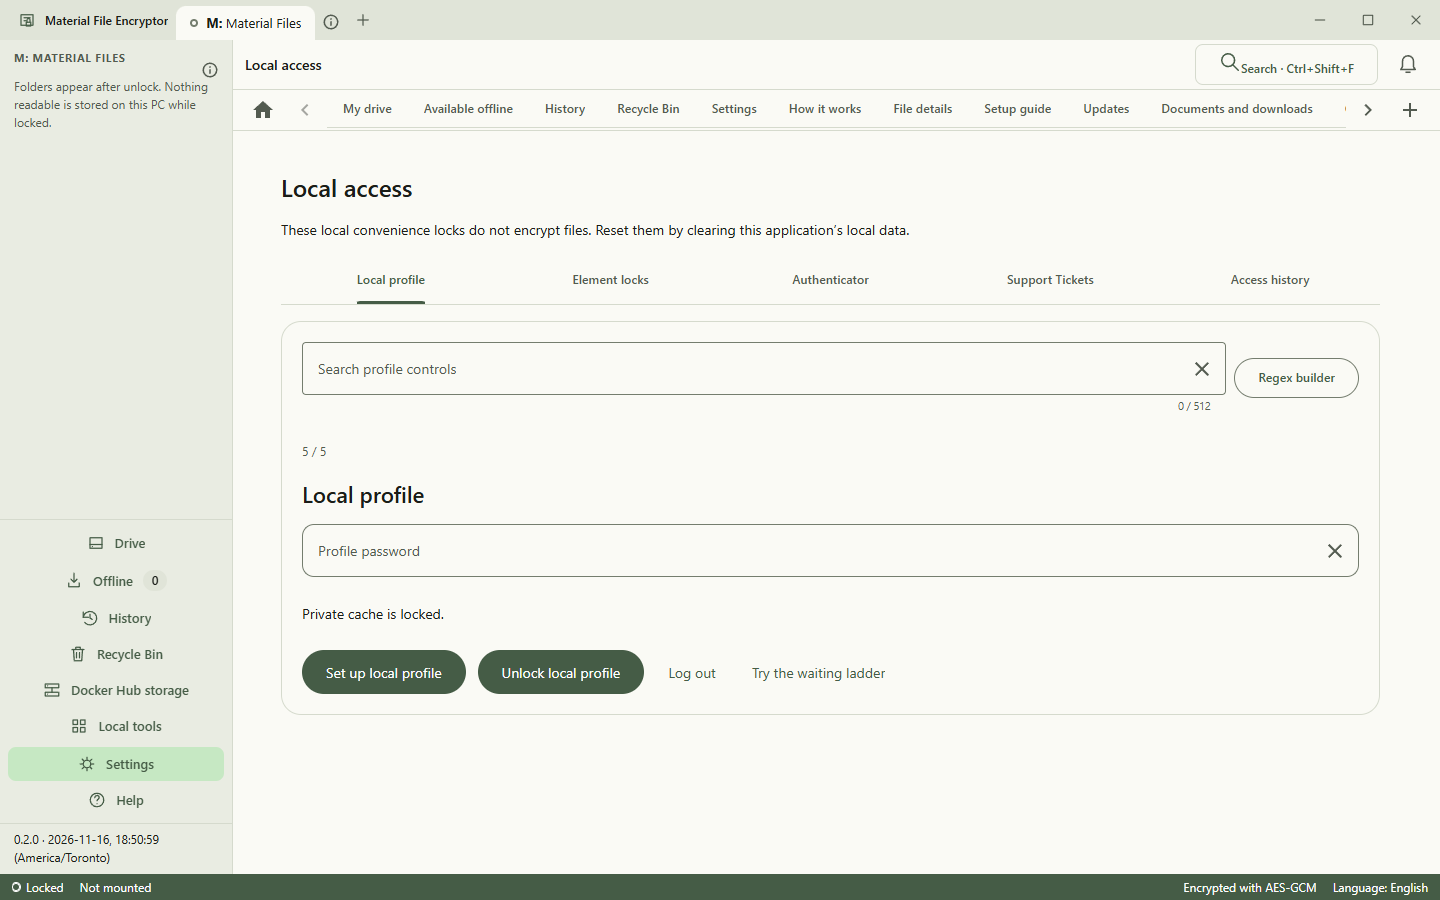 Material File Encryptor
M: Material Files
M: MATERIAL FILES
Folders appear after unlock. Nothing
readable is stored on this PC while
locked.
Local access
Search · Ctrl+Shift+F
My drive
Available offline
History
Recycle Bin
Settings
How it works
File details
Setup guide
Updates
Documents and downloads
Local access
These local convenience locks do not encrypt files. Reset them by clearing this application's local data.
Local profile
Element locks
Authenticator
Support Tickets
Access history
Search profile controls
Regex builder
0 / 512
5 / 5
Local profile
Profile password
Private cache is locked.
Set up local profile
Unlock local profile
Log out
Try the waiting ladder
Drive
Offline 0
History
Recycle Bin
Docker Hub storage
Local tools
Settings
Help
0.2.0 · 2026-11-16, 18:50:59
(America/Toronto)
Locked
Not mounted
Encrypted with AES-GCM
Language: English